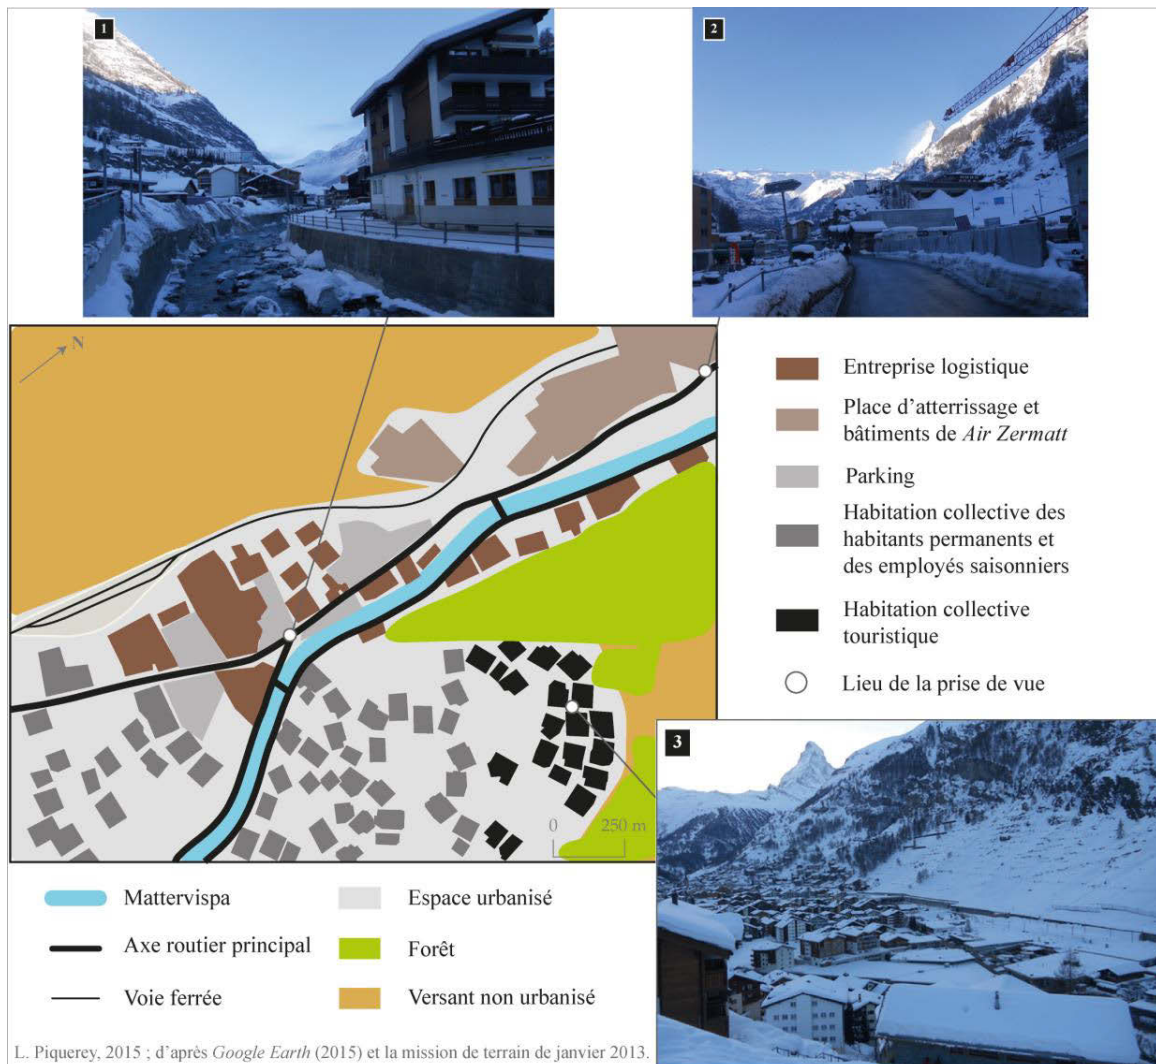 1
2
N
Entreprise logistique
Place d’atterrissage et
bâtiments de Air Zermatt
Parking
Habitation collective des
habitants permanents et
des employés saisonniers
Habitation collective
touristique
Lieu de la prise de vue
3
0 250 m
Mattervispa
Espace urbanisé
Axe routier principal
Forêt
Voie ferrée
Versant non urbanisé
L. Piquerey, 2015 ; d’après Google Earth (2015) et la mission de terrain de janvier 2013.